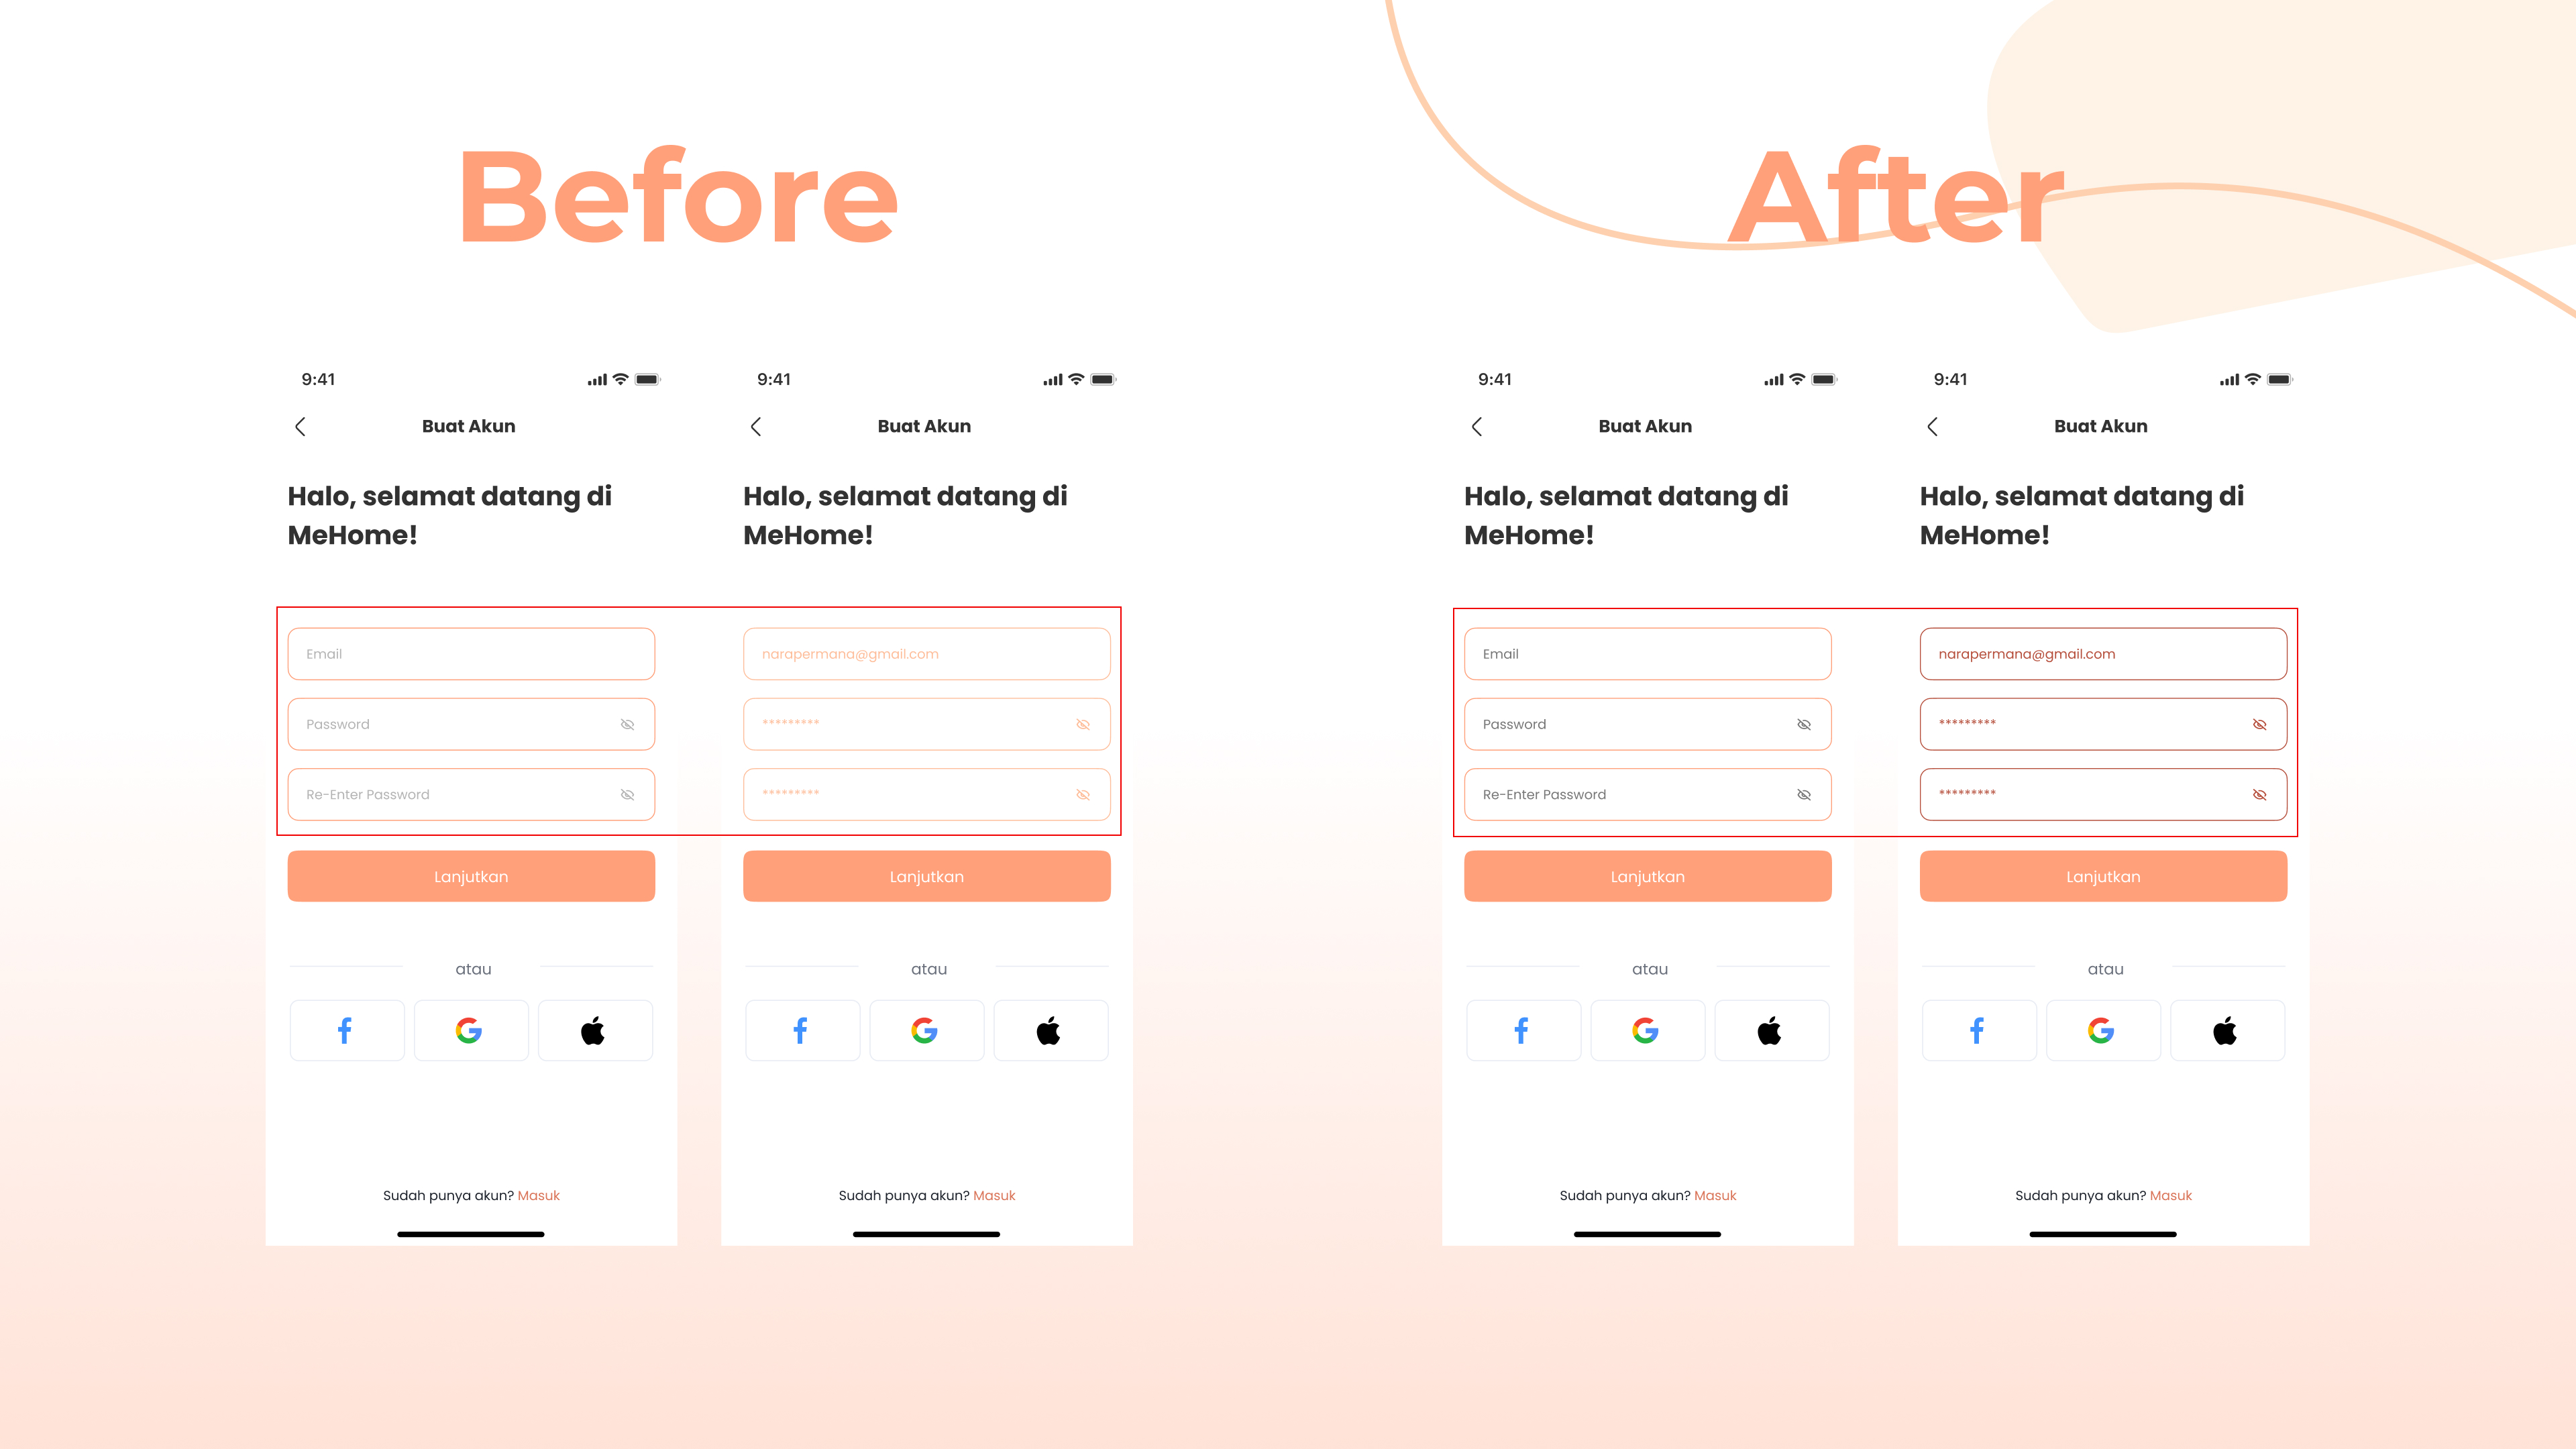 Before
9:41
Buat Akun
Halo, selamat datang di
MeHome!
Email
Password
Re-Enter Password
Lanjutkan
atau
Sudah punya akun? Masuk
9:41
Buat Akun
Halo, selamat datang di
MeHome!
narapermana@gmail.com
*********
*********
Lanjutkan
atau
Sudah punya akun? Masuk
After
9:41
Buat Akun
Halo, selamat datang di
MeHome!
Email
Password
Re-Enter Password
Lanjutkan
atau
Sudah punya akun? Masuk
9:41
Buat Akun
Halo, selamat datang di
MeHome!
narapermana@gmail.com
*********
*********
Lanjutkan
atau
Sudah punya akun? Masuk